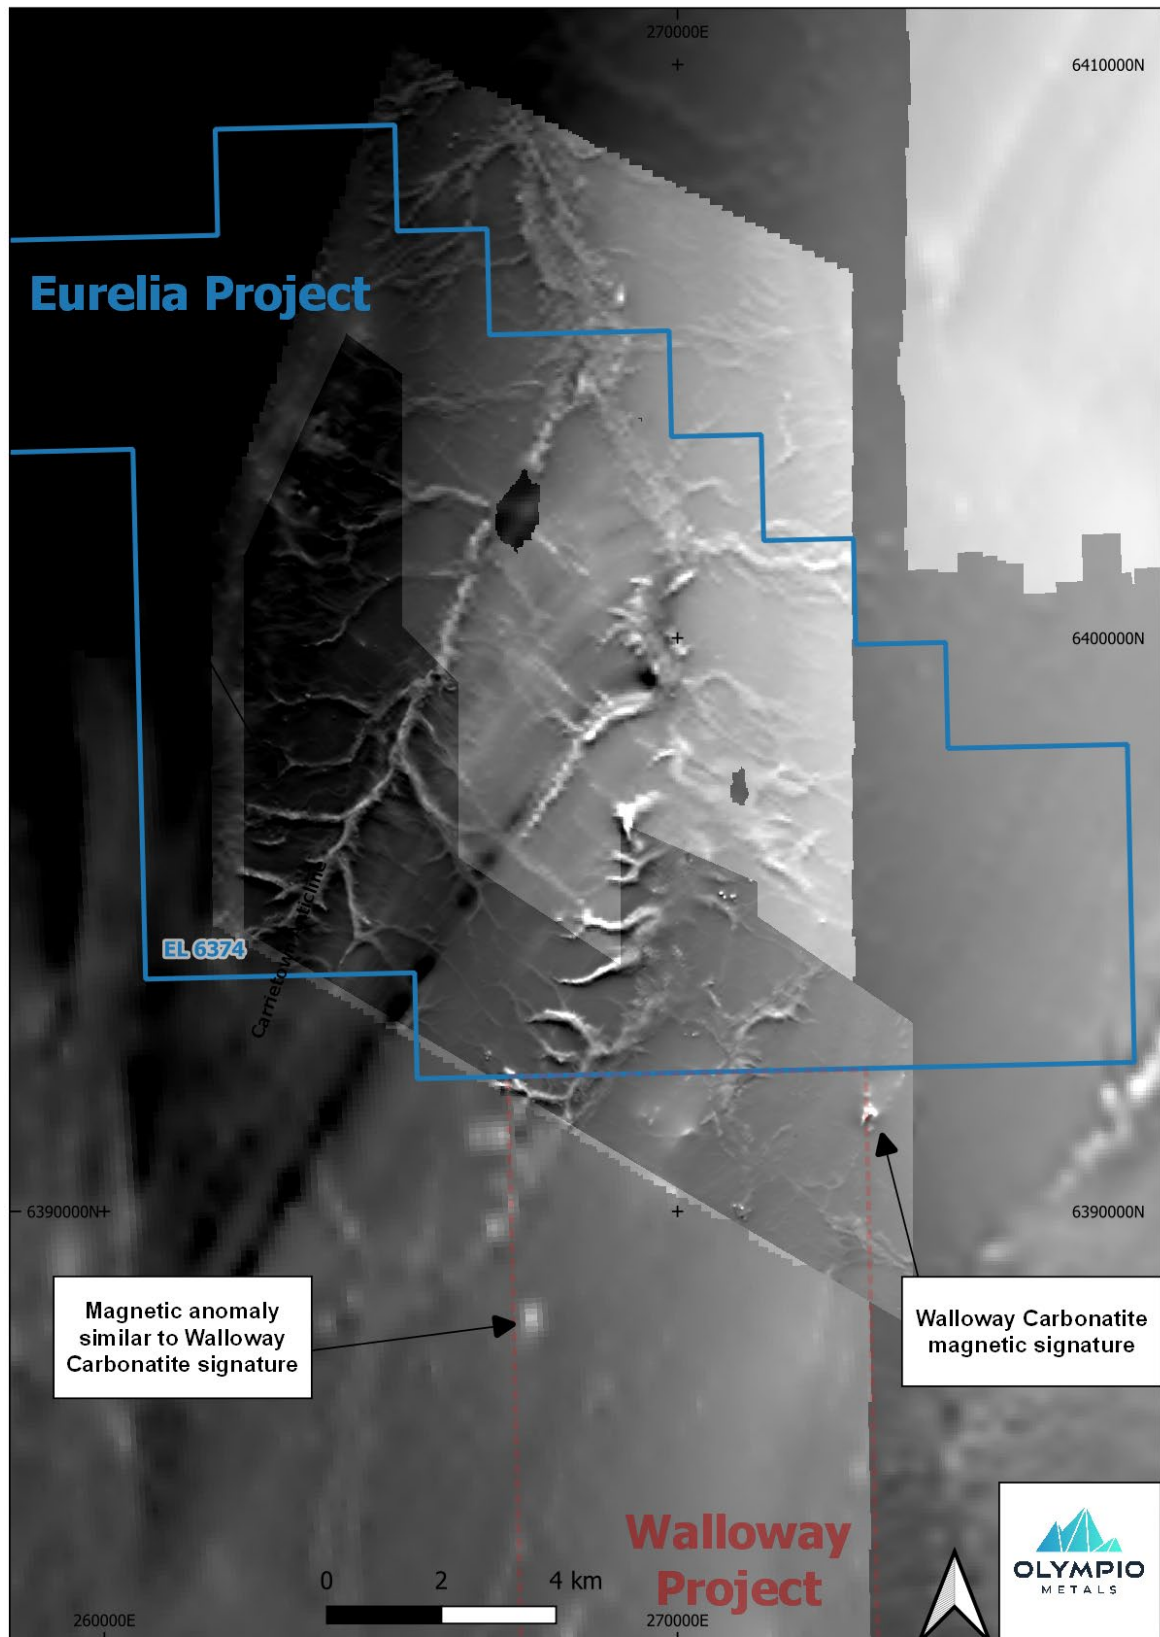 270000E
6410000N
Eurelia Project
6400000N
EL 6374
Carrieton Anticline
6390000N
6390000N
Magnetic anomaly
similar to Walloway
Carbonatite signature
Walloway Carbonatite
magnetic signature
Walloway
Project
0 2 4 km
OLYMPIO
METALS
260000E
270000E